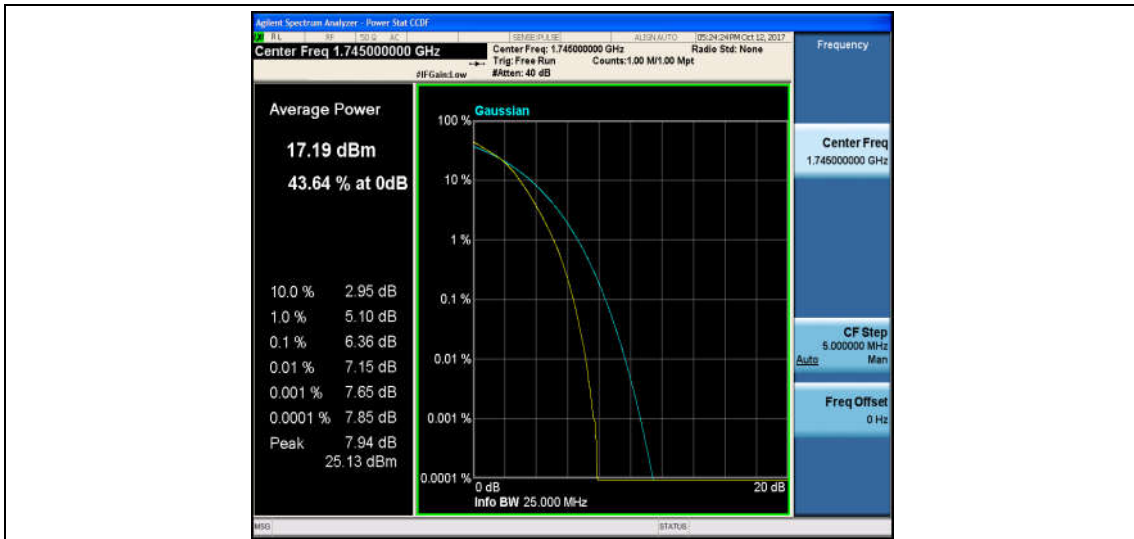 Agilent Spectrum Analyzer - Power Stat CCDF
RL RF 50 Ω AC SENSE:PULSE ALIGN AUTO 05:24:24 PM Oct 12, 2017
Center Freq 1.745000000 GHz
Center Freq: 1.745000000 GHz Radio Std: None
Trig: Free Run Counts:1.00 M/1.00 Mpt
#IFGain:Low #Atten: 40 dB
Frequency
Average Power
17.19 dBm
43.64 % at 0dB
10.0 % 2.95 dB
1.0 % 5.10 dB
0.1 % 6.36 dB
0.01 % 7.15 dB
0.001 % 7.65 dB
0.0001 % 7.85 dB
Peak 7.94 dB
25.13 dBm
Gaussian
100 %
10 %
1 %
0.1 %
0.01 %
0.001 %
0.0001 %
0 dB 20 dB
Info BW 25.000 MHz
Center Freq
1.745000000 GHz
CF Step
5.000000 MHz
Auto Man
Freq Offset
0 Hz
MSG STATUS